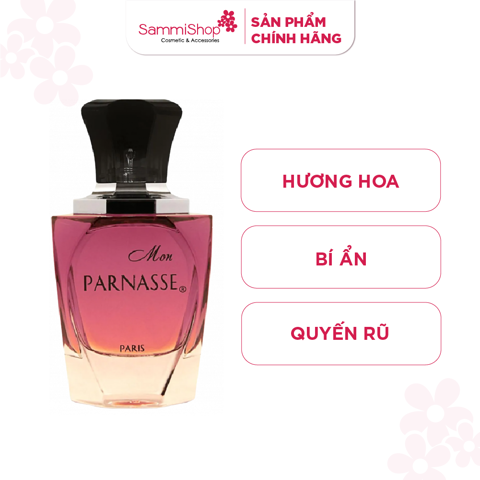 SammiShop
Cosmetic & Accessories
SẢN PHẨM
CHÍNH HÃNG
Mon
PARNASSE®
PARIS
HƯƠNG HOA
BÍ ẨN
QUYẾN RŨ